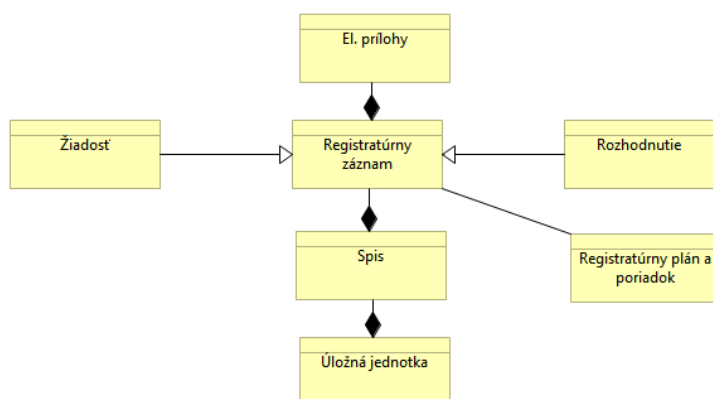 El. prílohy
Žiadosť
Registratúrny
záznam
Rozhodnutie
Spis
Registratúrny plán a
poriadok
Úložná jednotka